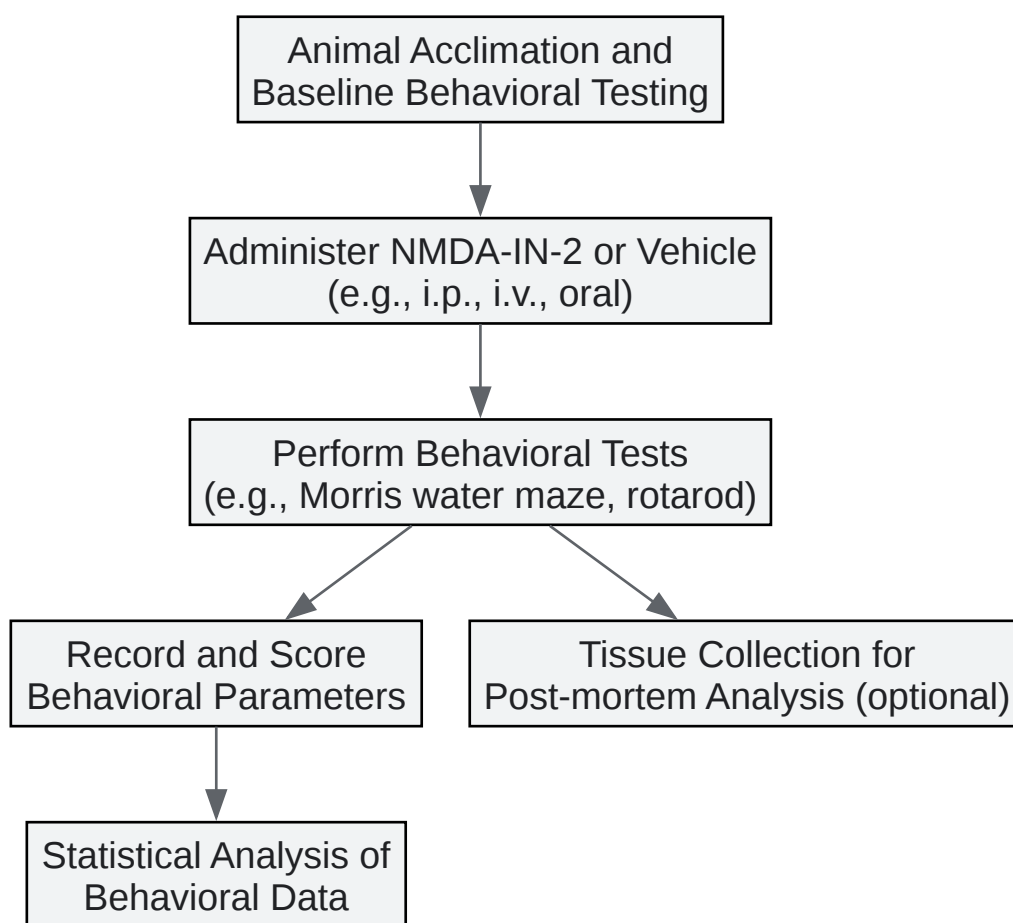 Animal Acclimation and
Baseline Behavioral Testing
Administer NMDA-IN-2 or Vehicle
(e.g., i.p., i.v., oral)
Perform Behavioral Tests
(e.g., Morris water maze, rotarod)
Record and Score
Behavioral Parameters
Tissue Collection for
Post-mortem Analysis (optional)
Statistical Analysis of
Behavioral Data